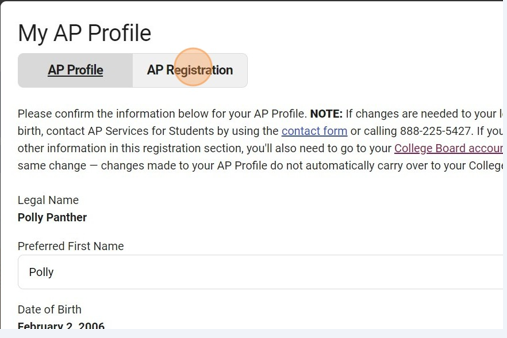 My AP Profile
AP Profile
AP Registration
Please confirm the information below for your AP Profile. NOTE: If changes are needed to your l
birth, contact AP Services for Students by using the contact form or calling 888-225-5427. If you
other information in this registration section, you'll also need to go to your College Board accour
same change — changes made to your AP Profile do not automatically carry over to your College
Legal Name
Polly Panther
Preferred First Name
Polly
Date of Birth
February 2, 2006